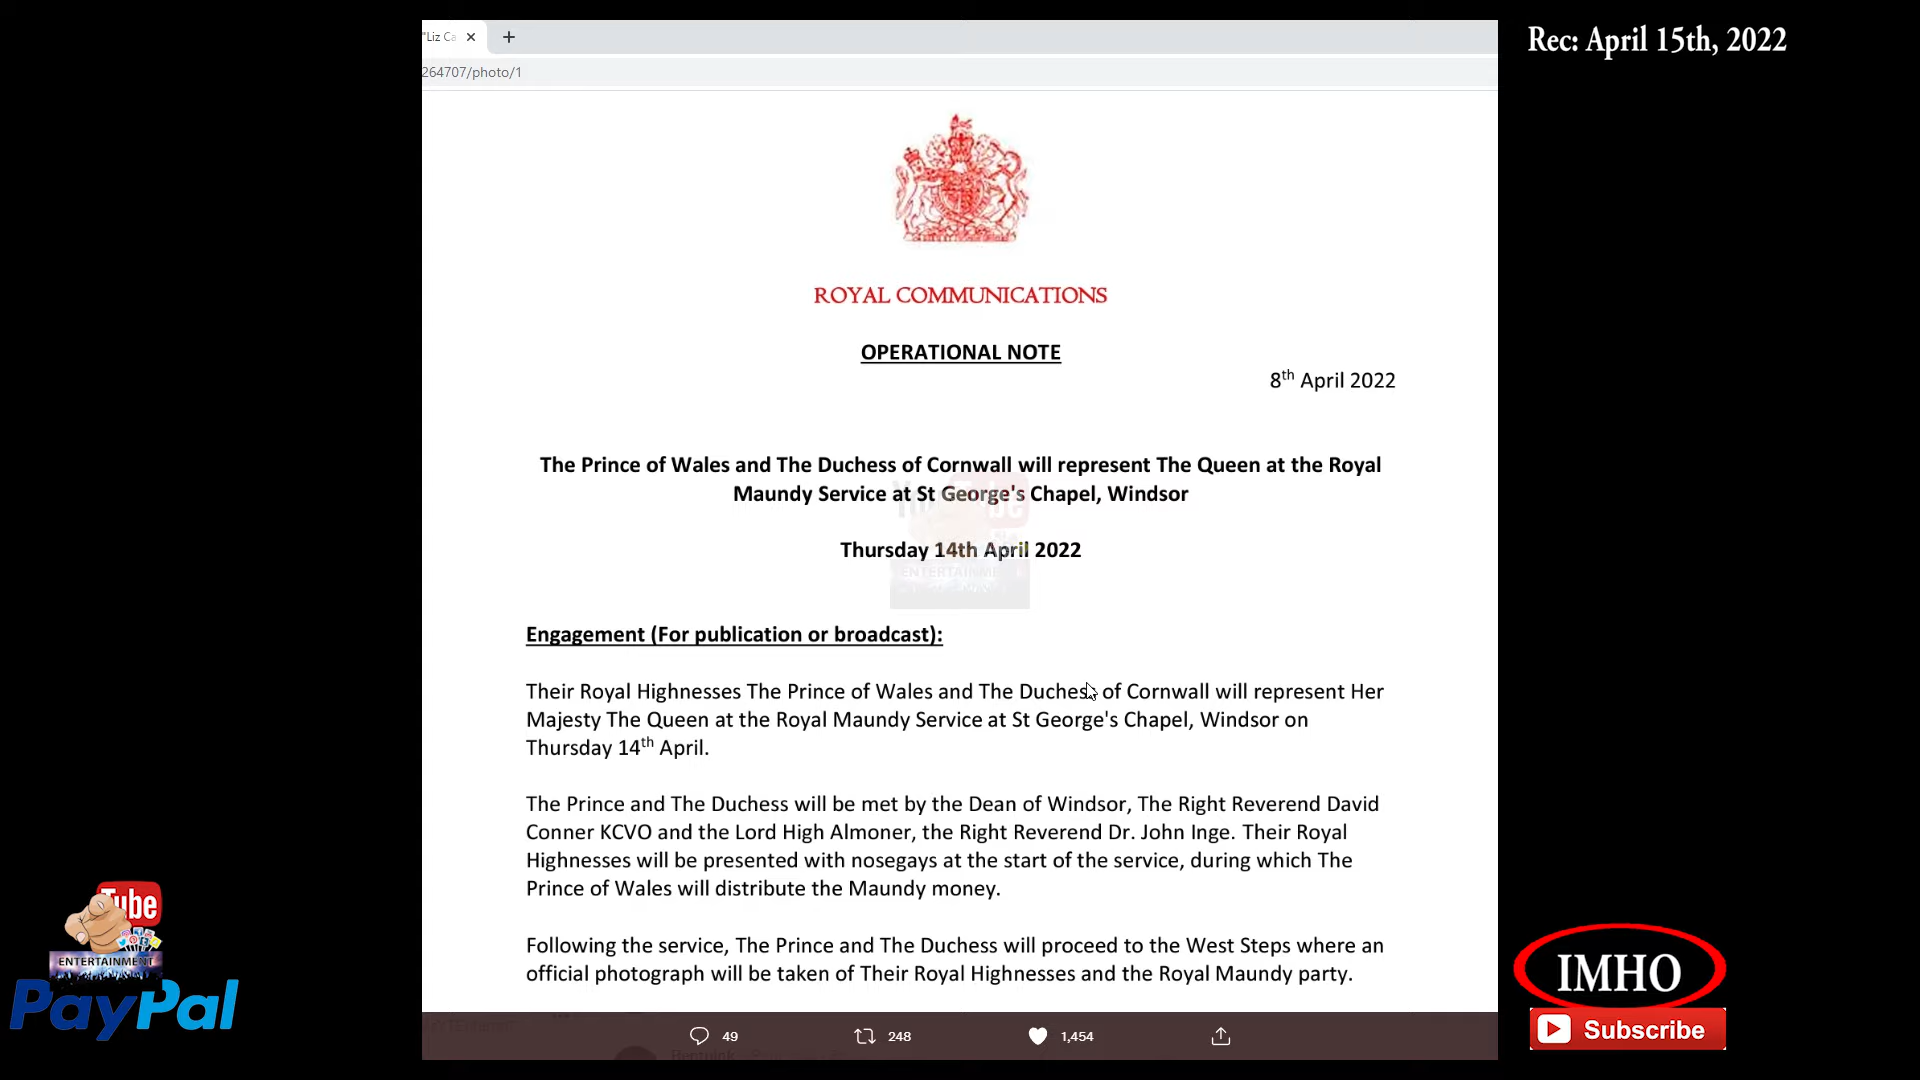 "Liz Ca
264707/photo/1
Rec: April 15th, 2022
ROYAL COMMUNICATIONS
OPERATIONAL NOTE
8th April 2022
The Prince of Wales and The Duchess of Cornwall will represent The Queen at the Royal
Maundy Service at St George's Chapel, Windsor
Thursday 14th April 2022
ENTERTAINME
Engagement (For publication or broadcast):
Their Royal Highnesses The Prince of Wales and The Duchess of Cornwall will represent Her
Majesty The Queen at the Royal Maundy Service at St George's Chapel, Windsor on
Thursday 14th April.
The Prince and The Duchess will be met by the Dean of Windsor, The Right Reverend David
Conner KCVO and the Lord High Almoner, the Right Reverend Dr. John Inge. Their Royal
Highnesses will be presented with nosegays at the start of the service, during which The
Prince of Wales will distribute the Maundy money.
Following the service, The Prince and The Duchess will proceed to the West Steps where an
official photograph will be taken of Their Royal Highnesses and the Royal Maundy party.
49
248
1,454
Tube
ENTERTAINMENT
PayPal
IMHO
Subscribe